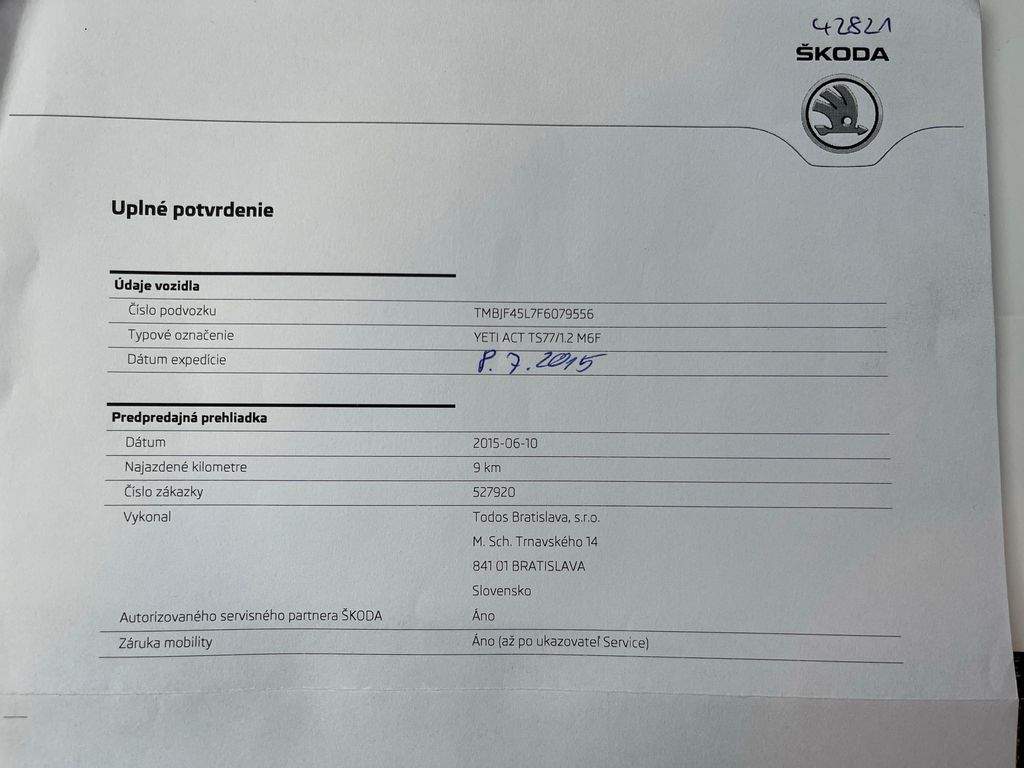 42821
ŠKODA
Uplné potvrdenie
Údaje vozidla
Číslo podvozku TMBJF45L7F6079556
Typové označenie YETI ACT TS77/1.2 M6F
Dátum expedície 8.7.2015
Predpredajná prehliadka
Dátum 2015-06-10
Najazdené kilometre 9 km
Číslo zákazky 527920
Vykonal Todos Bratislava, s.r.o.
M. Sch. Trnavského 14
841 01 BRATISLAVA
Slovensko
Autorizovaného servisného partnera ŠKODA Áno
Záruka mobility Áno (až po ukazovateľ Service)